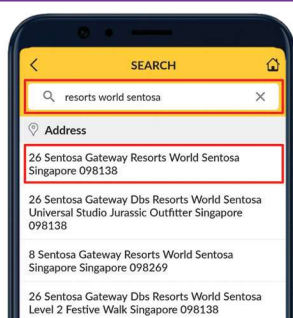 SEARCH
resorts world sentosa
Address
26 Sentosa Gateway Resorts World Sentosa
Singapore 098138
26 Sentosa Gateway Dbs Resorts World Sentosa
Universal Studio Jurassic Outfitter Singapore
098138
8 Sentosa Gateway Resorts World Sentosa
Singapore Singapore 098269
26 Sentosa Gateway Dbs Resorts World Sentosa
Level 2 Festive Walk Singapore 098138